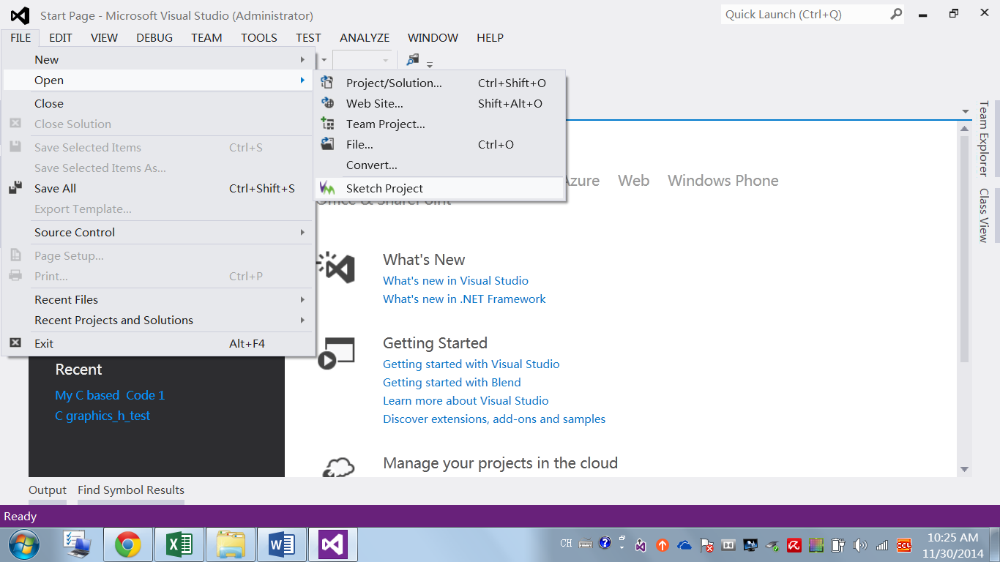 Start Page - Microsoft Visual Studio (Administrator)
Quick Launch (Ctrl+Q)
FILE EDIT VIEW DEBUG TEAM TOOLS TEST ANALYZE WINDOW HELP
New
Open
Close
Close Solution
Save Selected Items Ctrl+S
Save Selected Items As...
Save All Ctrl+Shift+S
Export Template...
Source Control
Page Setup...
Print... Ctrl+P
Recent Files
Recent Projects and Solutions
Exit Alt+F4
Project/Solution... Ctrl+Shift+O
Web Site... Shift+Alt+O
Team Project...
File... Ctrl+O
Convert...
Sketch Project
Azure Web Windows Phone
Office & SharePoint
What's New
What's new in Visual Studio
What's new in .NET Framework
Getting Started
Getting started with Visual Studio
Getting started with Blend
Learn more about Visual Studio
Discover extensions, add-ons and samples
Manage your projects in the cloud
Recent
My C based Code 1
C graphics_h_test
Team Explorer
Class View
Output Find Symbol Results
Ready
CH
10:25 AM
11/30/2014